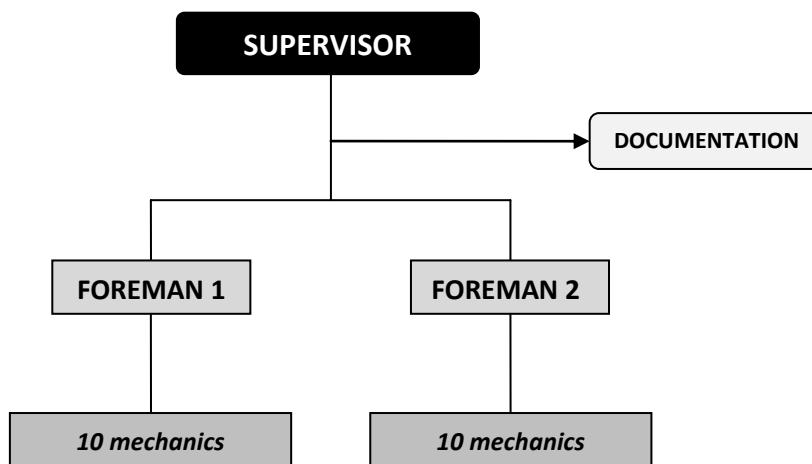 SUPERVISOR
DOCUMENTATION
FOREMAN 1
FOREMAN 2
10 mechanics
10 mechanics